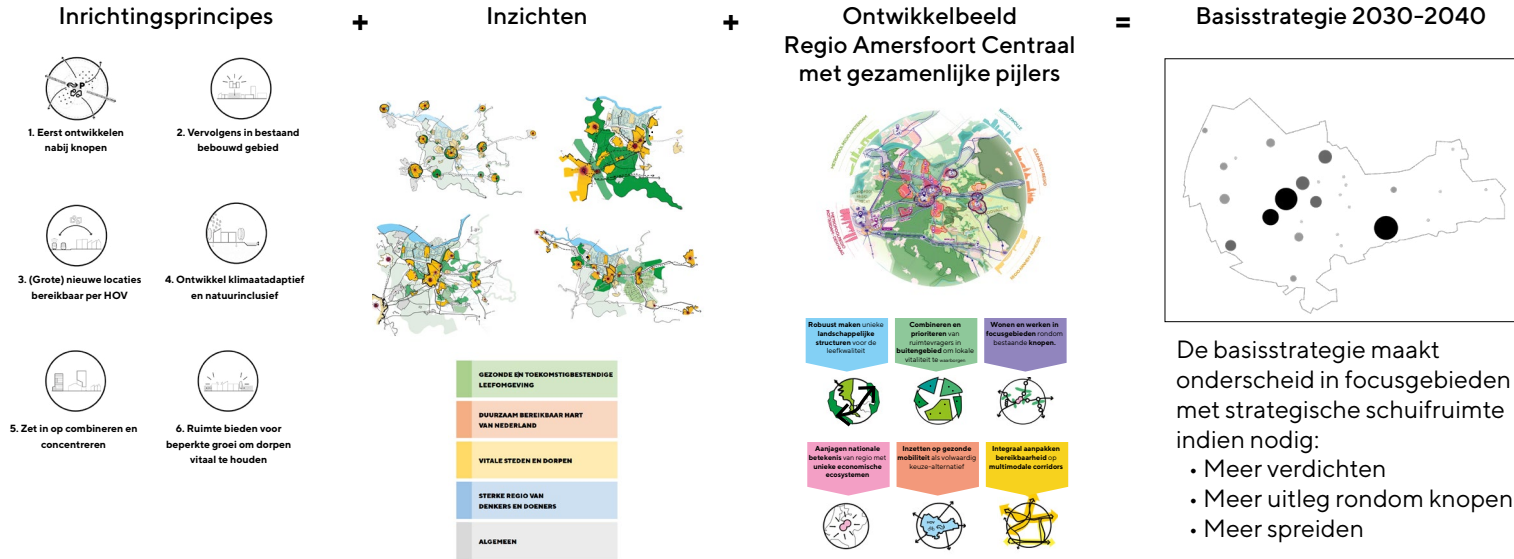 Inrichtingsprincipes
+
Inzichten
+
Ontwikkelbeeld
Regio Amersfoort Centraal
met gezamenlijke pijlers
=
Basisstrategie 2030-2040
P
1. Eerst ontwikkelen
nabij knopen
2. Vervolgens in bestaand
bebouwd gebied
3. (Grote) nieuwe locaties
bereikbaar per HOV
4. Ontwikkel klimaatadaptief
en natuurinclusief
5. Zet in op combineren en
concentreren
6. Ruimte bieden voor
beperkte groei om dorpen
vitaal te houden
GEZONDE EN TOEKOMSTIGBESTENDIGE
LEEFOMGEVING
DUURZAAM BEREIKBAAR HART
VAN NEDERLAND
VITALE STEDEN EN DORPEN
STERKE REGIO VAN
DENKERS EN DOENERS
ALGEMEEN
Robuust maken unieke
landschappelijke
structuren voor de
leefkwaliteit
Combineren en
prioriteren van
ruimtevragers in
buitengebied om lokale
vitaliteit te waarborgen
Wonen en werken in
focusgebieden rondom
bestaande knopen.
Aanjagen nationale
betekenis van regio met
unieke economische
ecosystemen
Inzetten op gezonde
mobiliteit als volwaardig
keuze-alternatief
Integraal aanpakken
bereikbaarheid op
multimodale corridors
HOV
De basisstrategie maakt
onderscheid in focusgebieden
met strategische schuifruimte
indien nodig:
• Meer verdichten
• Meer uitleg rondom knopen
• Meer spreiden